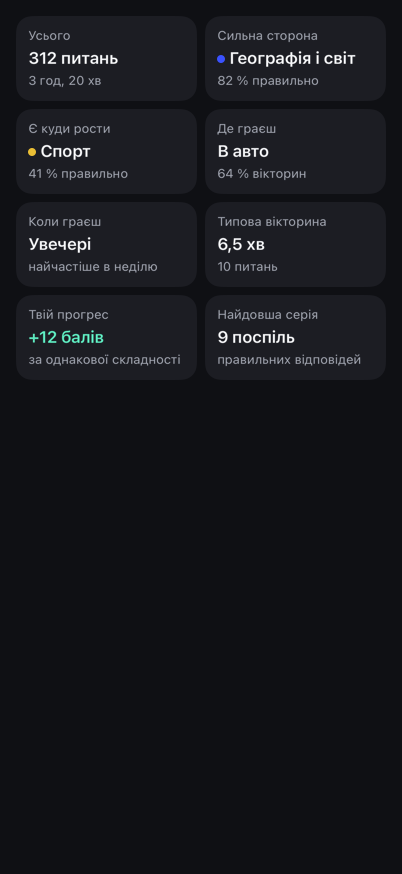 Усього
312 питань
3 год, 20 хв
Сильна сторона
Географія і світ
82 % правильно
Є куди рости
Спорт
41 % правильно
Де граєш
В авто
64 % вікторин
Коли граєш
Увечері
найчастіше в неділю
Типова вікторина
6,5 хв
10 питань
Твій прогрес
+12 балів
за однакової складності
Найдовша серія
9 поспіль
правильних відповідей